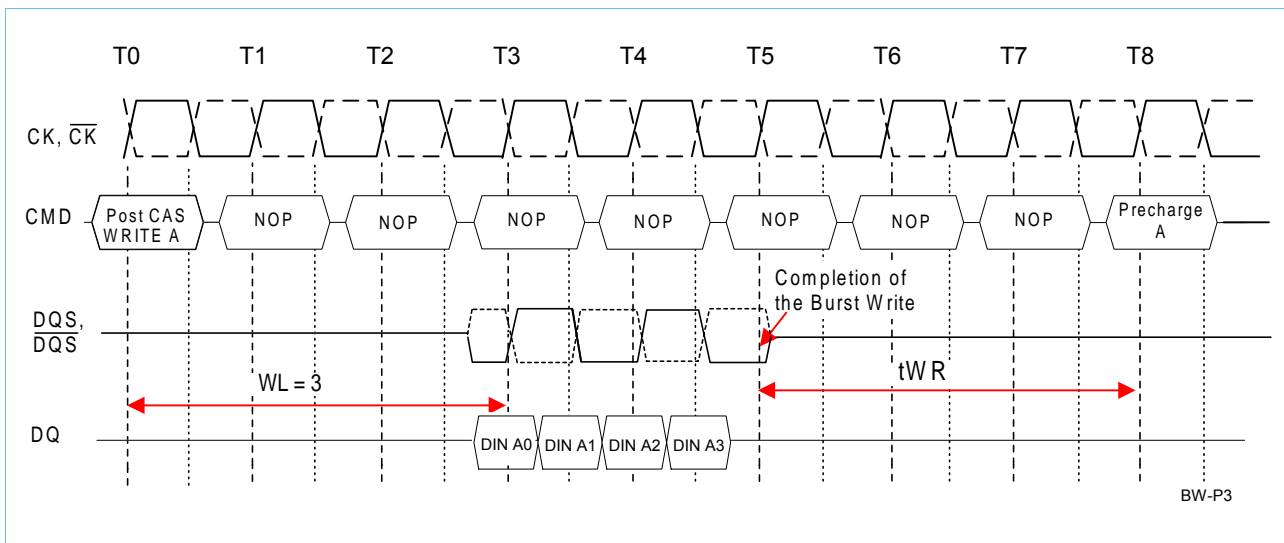 T0 T1 T2 T3 T4 T5 T6 T7 T8
CK, CK
CMD
Post CAS
WRITE A
NOP NOP NOP NOP NOP NOP NOP
Precharge
A
Completion of
the Burst Write
DQS,
DQS
WL = 3
tWR
DQ
DIN A0 DIN A1 DIN A2 DIN A3
BW-P3